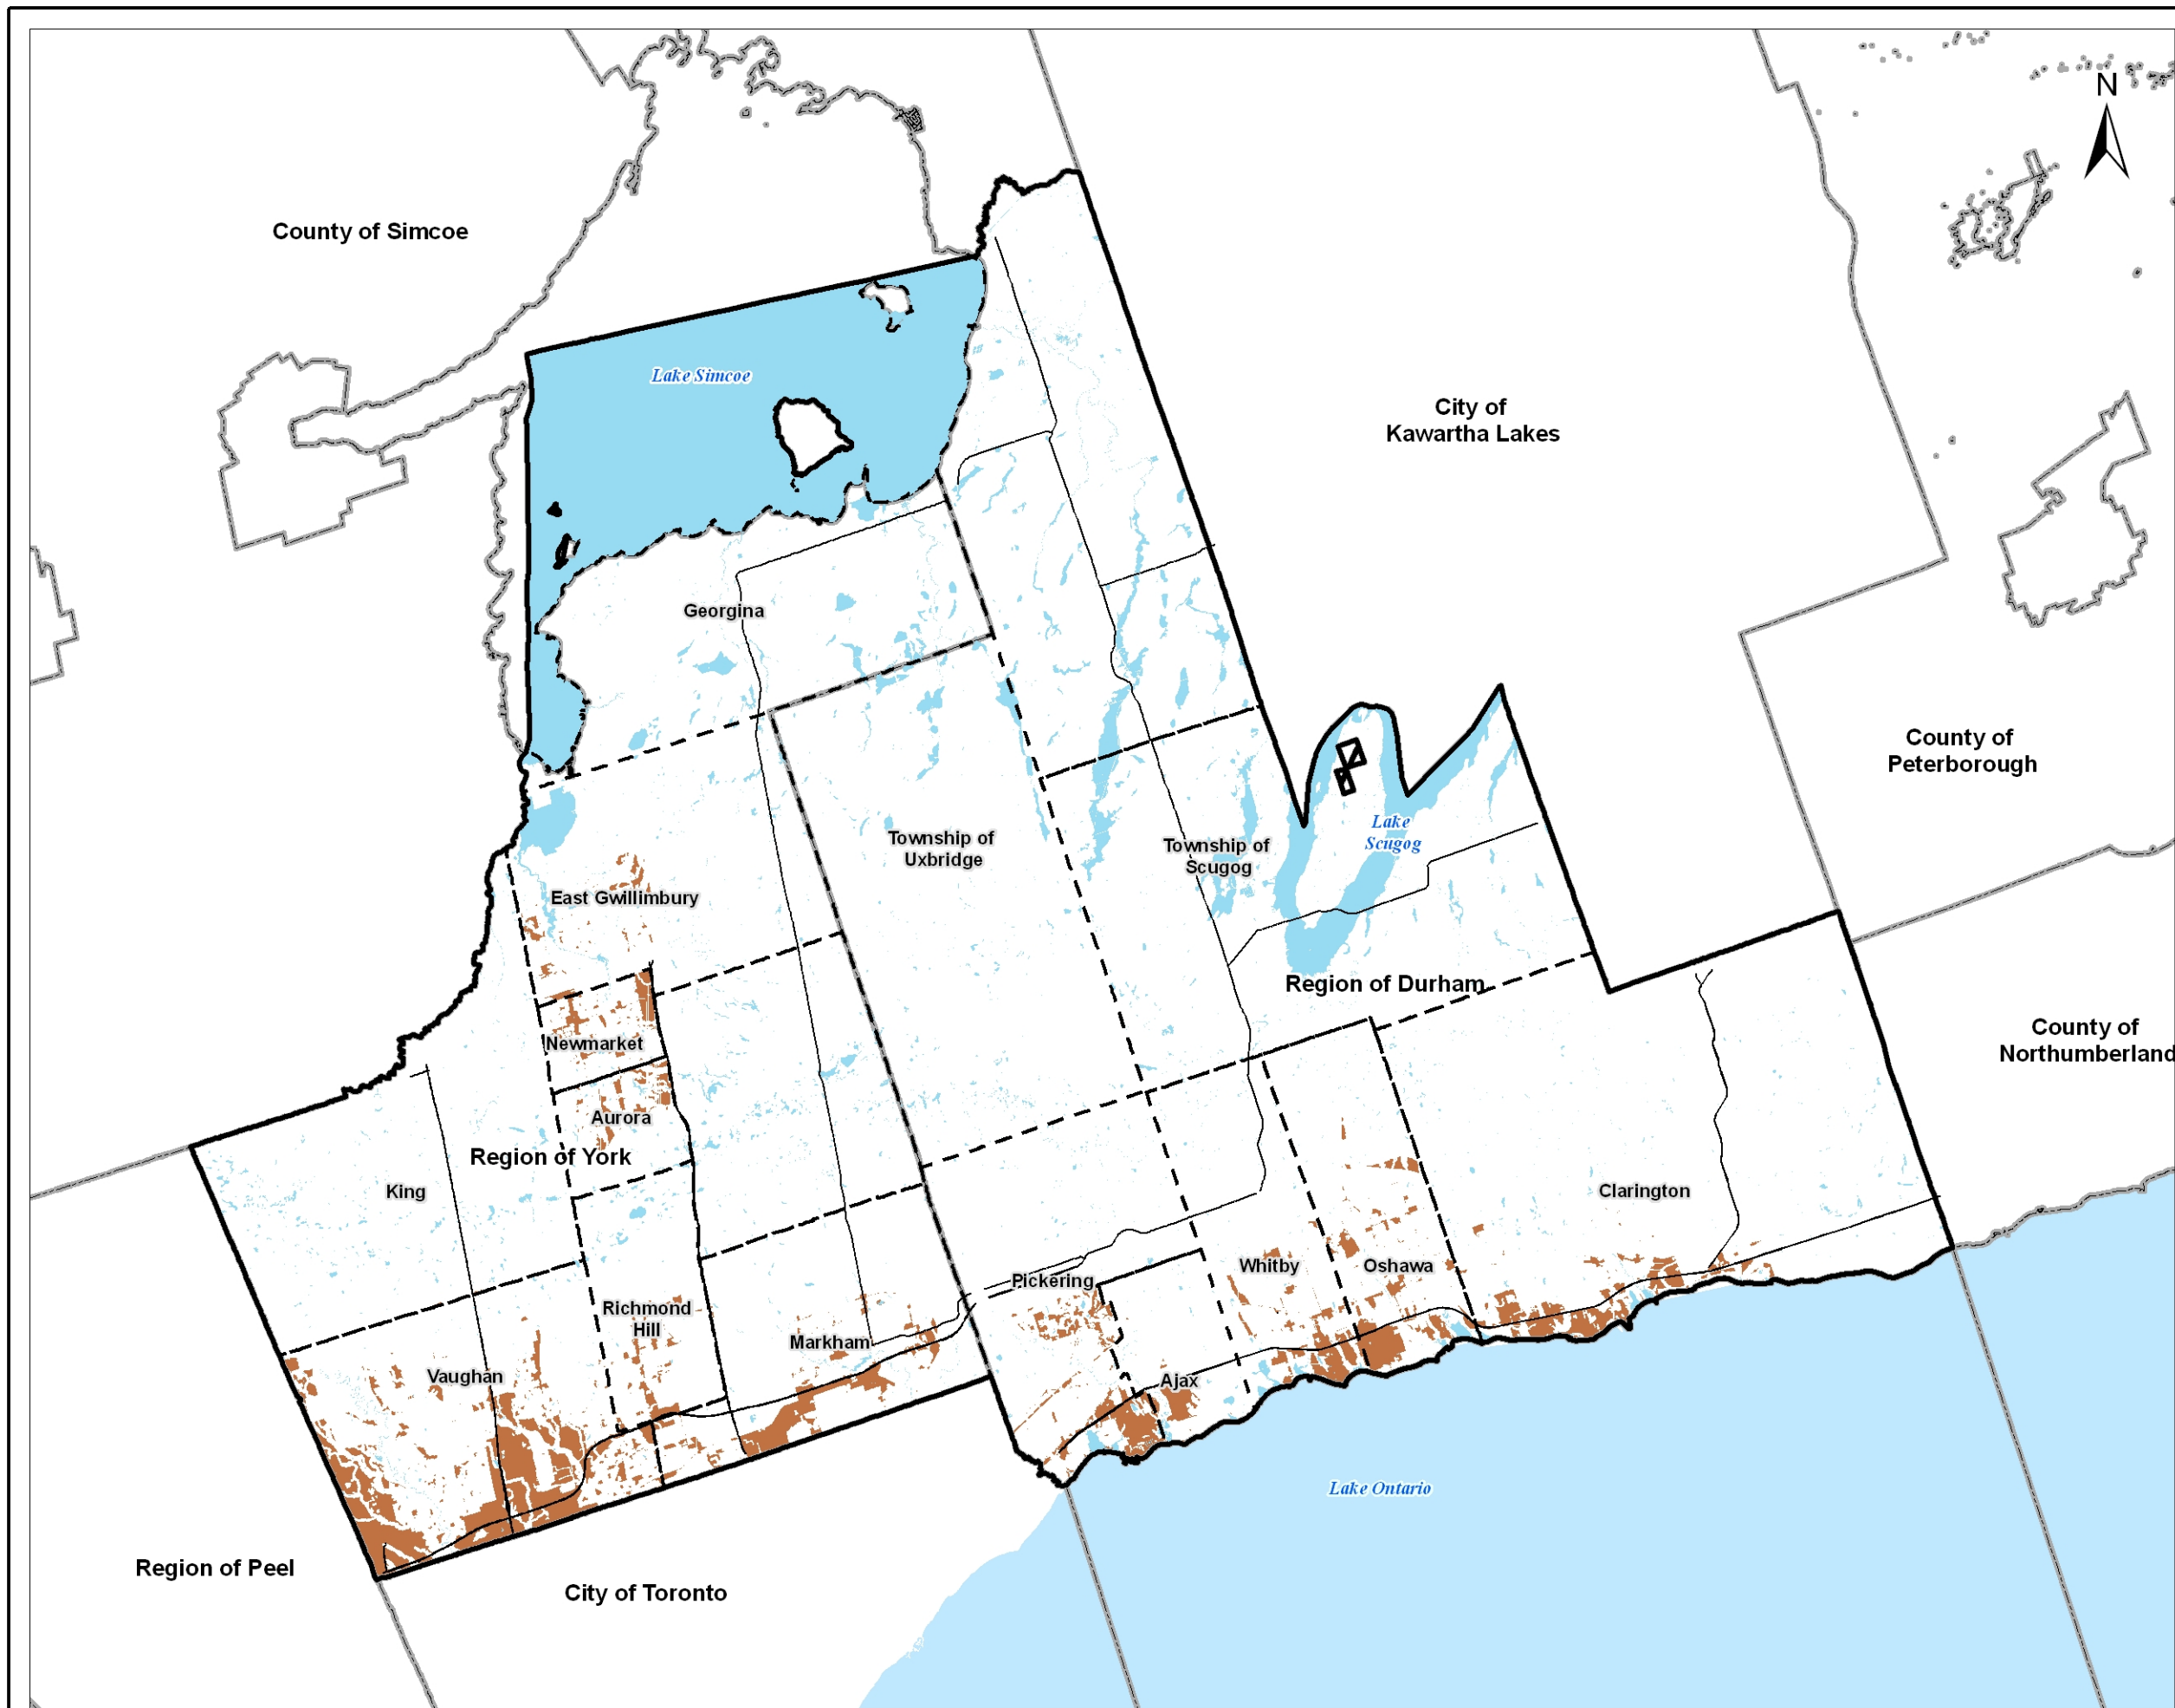 N
County of Simcoe
Lake Simcoe
City of
Kawartha Lakes
Georgina
County of
Peterborough
Lake
Scugog
Township of
Uxbridge
Township of
Scugog
East Gwillimbury
Region of Durham
County of
Northumberland
Newmarket
Aurora
Region of York
King
Clarington
Whitby
Oshawa
Pickering
Richmond
Hill
Markham
Vaughan
Ajax
Lake Ontario
Region of Peel
City of Toronto